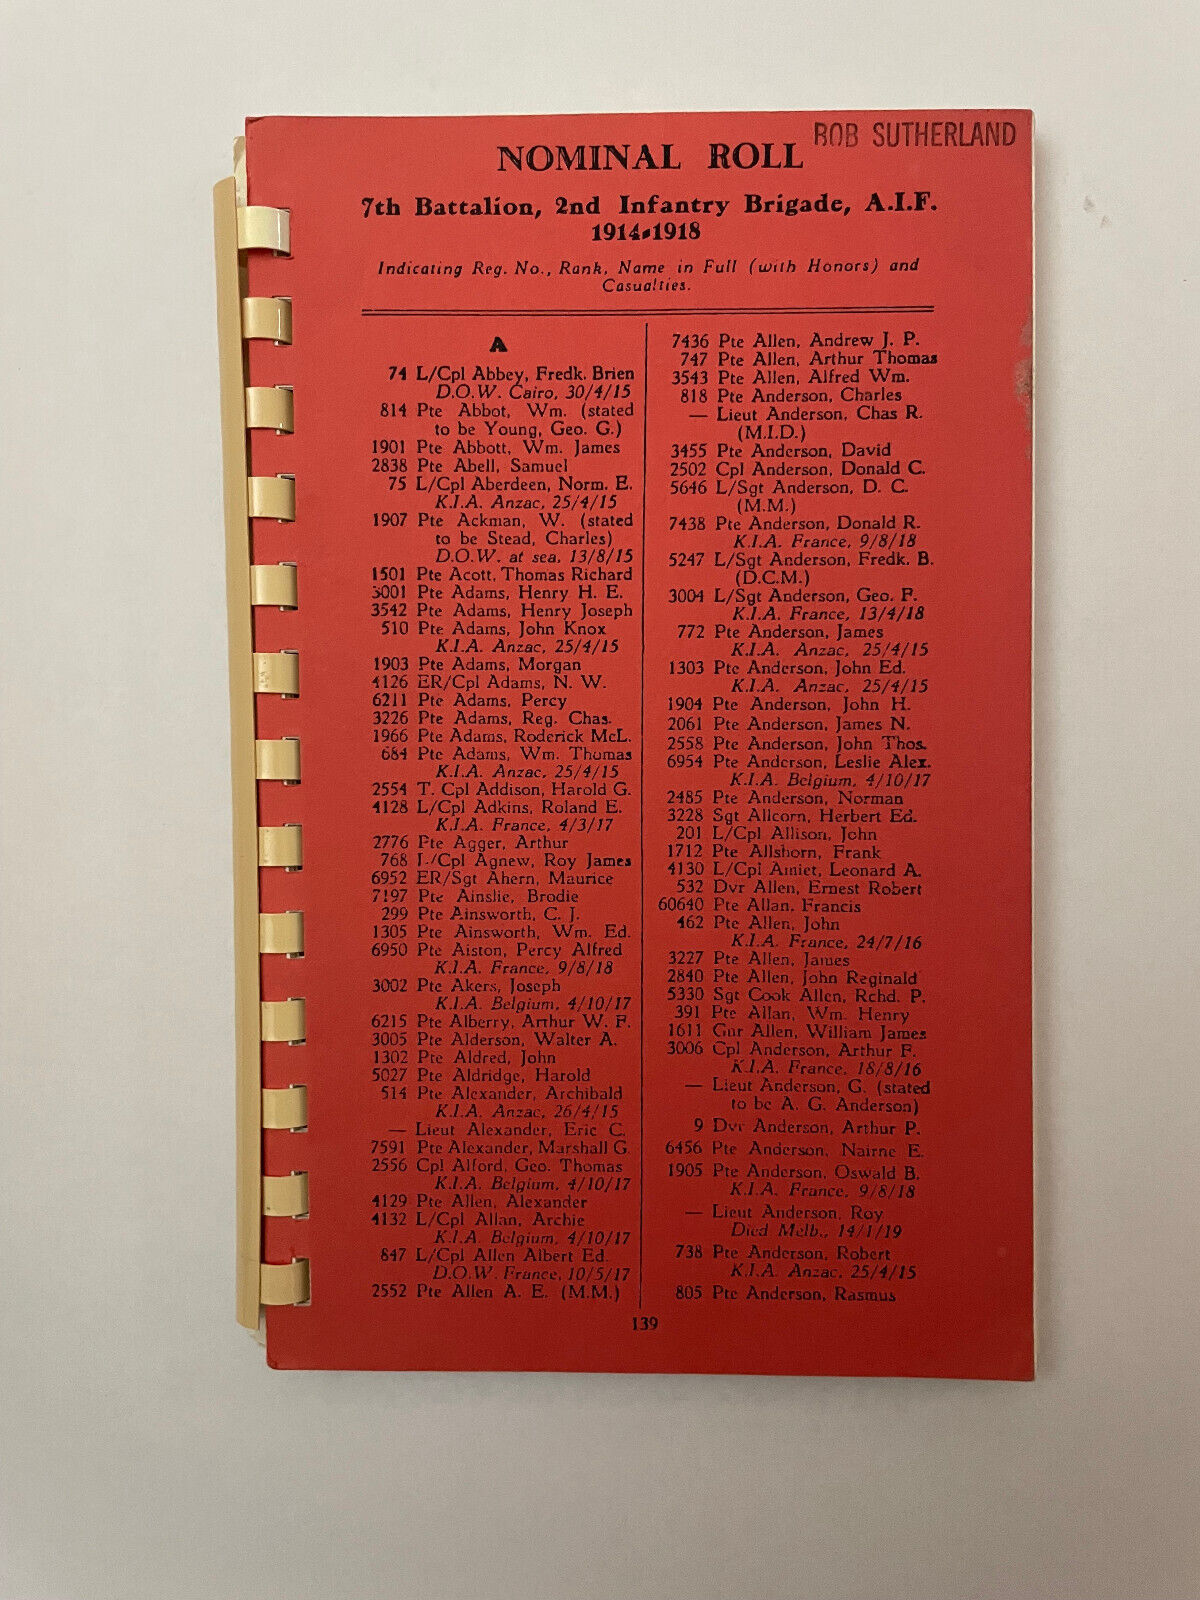 BOB SUTHERLAND
NOMINAL ROLL
7th Battalion, 2nd Infantry Brigade, A.I.F.
1914-1918
Indicating Reg. No., Rank, Name in Full (with Honors) and
Casualties.
A
74 L/Cpl Abbey, Fredk. Brien
D.O.W. Cairo, 30/4/15
814 Pte Abbot, Wm. (stated
to be Young, Geo. G.)
1901 Pte Abbott, Wm. James
2838 Pte Abell, Samuel
75 L/Cpl Aberdeen, Norm. E.
K.I.A. Anzac, 25/4/15
1907 Pte Ackman, W. (stated
to be Stead, Charles)
D.O.W. at sea, 13/8/15
1501 Pte Acott, Thomas Richard
3001 Pte Adams, Henry H. E.
3542 Pte Adams, Henry Joseph
510 Pte Adams, John Knox
K.I.A. Anzac, 25/4/15
1903 Pte Adams, Morgan
4126 ER/Cpl Adams, N. W.
6211 Pte Adams, Percy
3226 Pte Adams, Reg. Chas.
1966 Pte Adams, Roderick McL.
684 Pte Adams, Wm. Thomas
K.I.A. Anzac, 25/4/15
2554 T. Cpl Addison, Harold G.
4128 L/Cpl Adkins, Roland E.
K.I.A. France, 4/3/17
2776 Pte Agger, Arthur
768 L/Cpl Agnew, Roy James
6952 ER/Sgt Ahern, Maurice
7197 Pte Ainslie, Brodie
299 Pte Ainsworth, C. J.
1305 Pte Ainsworth, Wm. Ed.
6950 Pte Aiston, Percy Alfred
K.I.A. France, 9/8/18
3002 Pte Akers, Joseph
K.I.A. Belgium, 4/10/17
6215 Pte Alberry, Arthur W. F.
3005 Pte Alderson, Walter A.
1302 Pte Aldred, John
5027 Pte Aldridge, Harold
514 Pte Alexander, Archibald
K.I.A. Anzac, 26/4/15
— Lieut Alexander, Eric C.
7591 Pte Alexander, Marshall G.
2556 Cpl Alford, Geo. Thomas
K.I.A. Belgium, 4/10/17
4129 Pte Allen, Alexander
4132 L/Cpl Allan, Archie
K.I.A. Belgium, 4/10/17
847 L/Cpl Allen Albert Ed.
D.O.W. France, 10/5/17
2552 Pte Allen A. E. (M.M.)
7436 Pte Allen, Andrew J. P.
747 Pte Allen, Arthur Thomas
3543 Pte Allen, Alfred Wm.
818 Pte Anderson, Charles
— Lieut Anderson, Chas R.
(M.I.D.)
3455 Pte Anderson, David
2502 Cpl Anderson, Donald C.
5646 L/Sgt Anderson, D. C.
(M.M.)
7438 Pte Anderson, Donald R.
K.I.A. France, 9/8/18
5247 L/Sgt Anderson, Fredk. B.
(D.C.M.)
3004 L/Sgt Anderson, Geo. F.
K.I.A. France, 13/4/18
772 Pte Anderson, James
K.I.A. Anzac, 25/4/15
1303 Pte Anderson, John Ed.
K.I.A. Anzac, 25/4/15
1904 Pte Anderson, John H.
2061 Pte Anderson, James N.
2558 Pte Anderson, John Thos.
6954 Pte Anderson, Leslie Alex.
K.I.A. Belgium, 4/10/17
2485 Pte Anderson, Norman
3228 Sgt Allcorn, Herbert Ed.
201 L/Cpl Allison, John
1712 Pte Allshorn, Frank
4130 L/Cpl Amiet, Leonard A.
532 Dvr Allen, Ernest Robert
60640 Pte Allan, Francis
462 Pte Allen, John
K.I.A. France, 24/7/16
3227 Pte Allen, James
2840 Pte Allen, John Reginald
5330 Sgt Cook Allen, Rchd. P.
391 Pte Allan, Wm. Henry
1611 Gnr Allen, William James
3006 Cpl Anderson, Arthur F.
K.I.A. France, 18/8/16
— Lieut Anderson, G. (stated
to be A. G. Anderson)
9 Dvr Anderson, Arthur P.
6456 Pte Anderson, Nairne E.
1905 Pte Anderson, Oswald B.
K.I.A. France, 9/8/18
— Lieut Anderson, Roy
Died Melb., 14/1/19
738 Pte Anderson, Robert
K.I.A. Anzac, 25/4/15
805 Pte Anderson, Rasmus
139